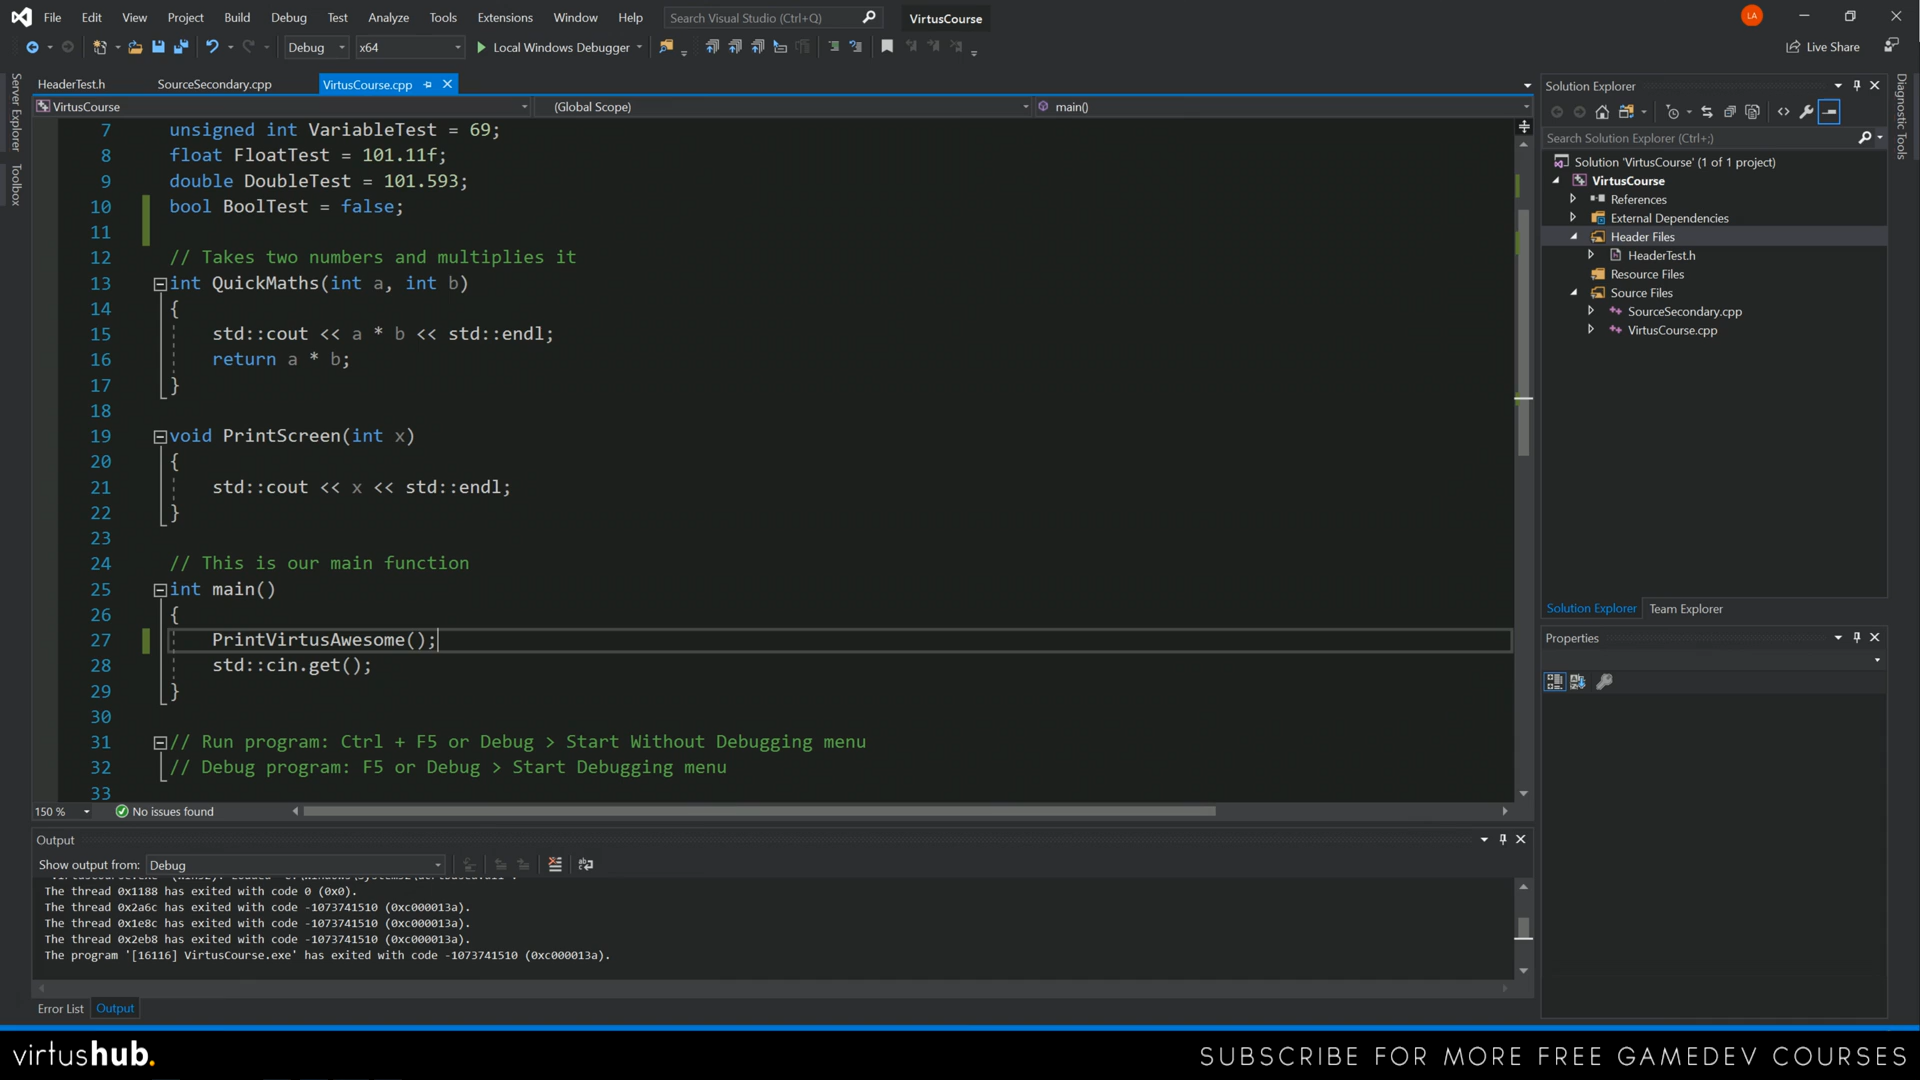 File Edit View Project Build Debug Test Analyze Tools Extensions Window Help Search Visual Studio (Ctrl+Q) VirtusCourse LA
Debug x64 Local Windows Debugger Live Share
HeaderTest.h SourceSecondary.cpp VirtusCourse.cpp
VirtusCourse (Global Scope) main()
Server Explorer
Toolbox
7 unsigned int VariableTest = 69;
8 float FloatTest = 101.11f;
9 double DoubleTest = 101.593;
10 bool BoolTest = false;
11
12 // Takes two numbers and multiplies it
13 int QuickMaths(int a, int b)
14 {
15 std::cout << a * b << std::endl;
16 return a * b;
17 }
18
19 void PrintScreen(int x)
20 {
21 std::cout << x << std::endl;
22 }
23
24 // This is our main function
25 int main()
26 {
27 PrintVirtusAwesome();
28 std::cin.get();
29 }
30
31 // Run program: Ctrl + F5 or Debug > Start Without Debugging menu
32 // Debug program: F5 or Debug > Start Debugging menu
33
150 % No issues found
Output
Show output from: Debug
The thread 0x1188 has exited with code 0 (0x0).
The thread 0x2a6c has exited with code -1073741510 (0xc000013a).
The thread 0x1e8c has exited with code -1073741510 (0xc000013a).
The thread 0x2eb8 has exited with code -1073741510 (0xc000013a).
The program '[16116] VirtusCourse.exe' has exited with code -1073741510 (0xc000013a).
Error List Output
Solution Explorer
Search Solution Explorer (Ctrl+;)
Solution 'VirtusCourse' (1 of 1 project)
VirtusCourse
References
External Dependencies
Header Files
HeaderTest.h
Resource Files
Source Files
SourceSecondary.cpp
VirtusCourse.cpp
Solution Explorer Team Explorer
Properties
Diagnostic Tools
virtushub. SUBSCRIBE FOR MORE FREE GAMEDEV COURSES